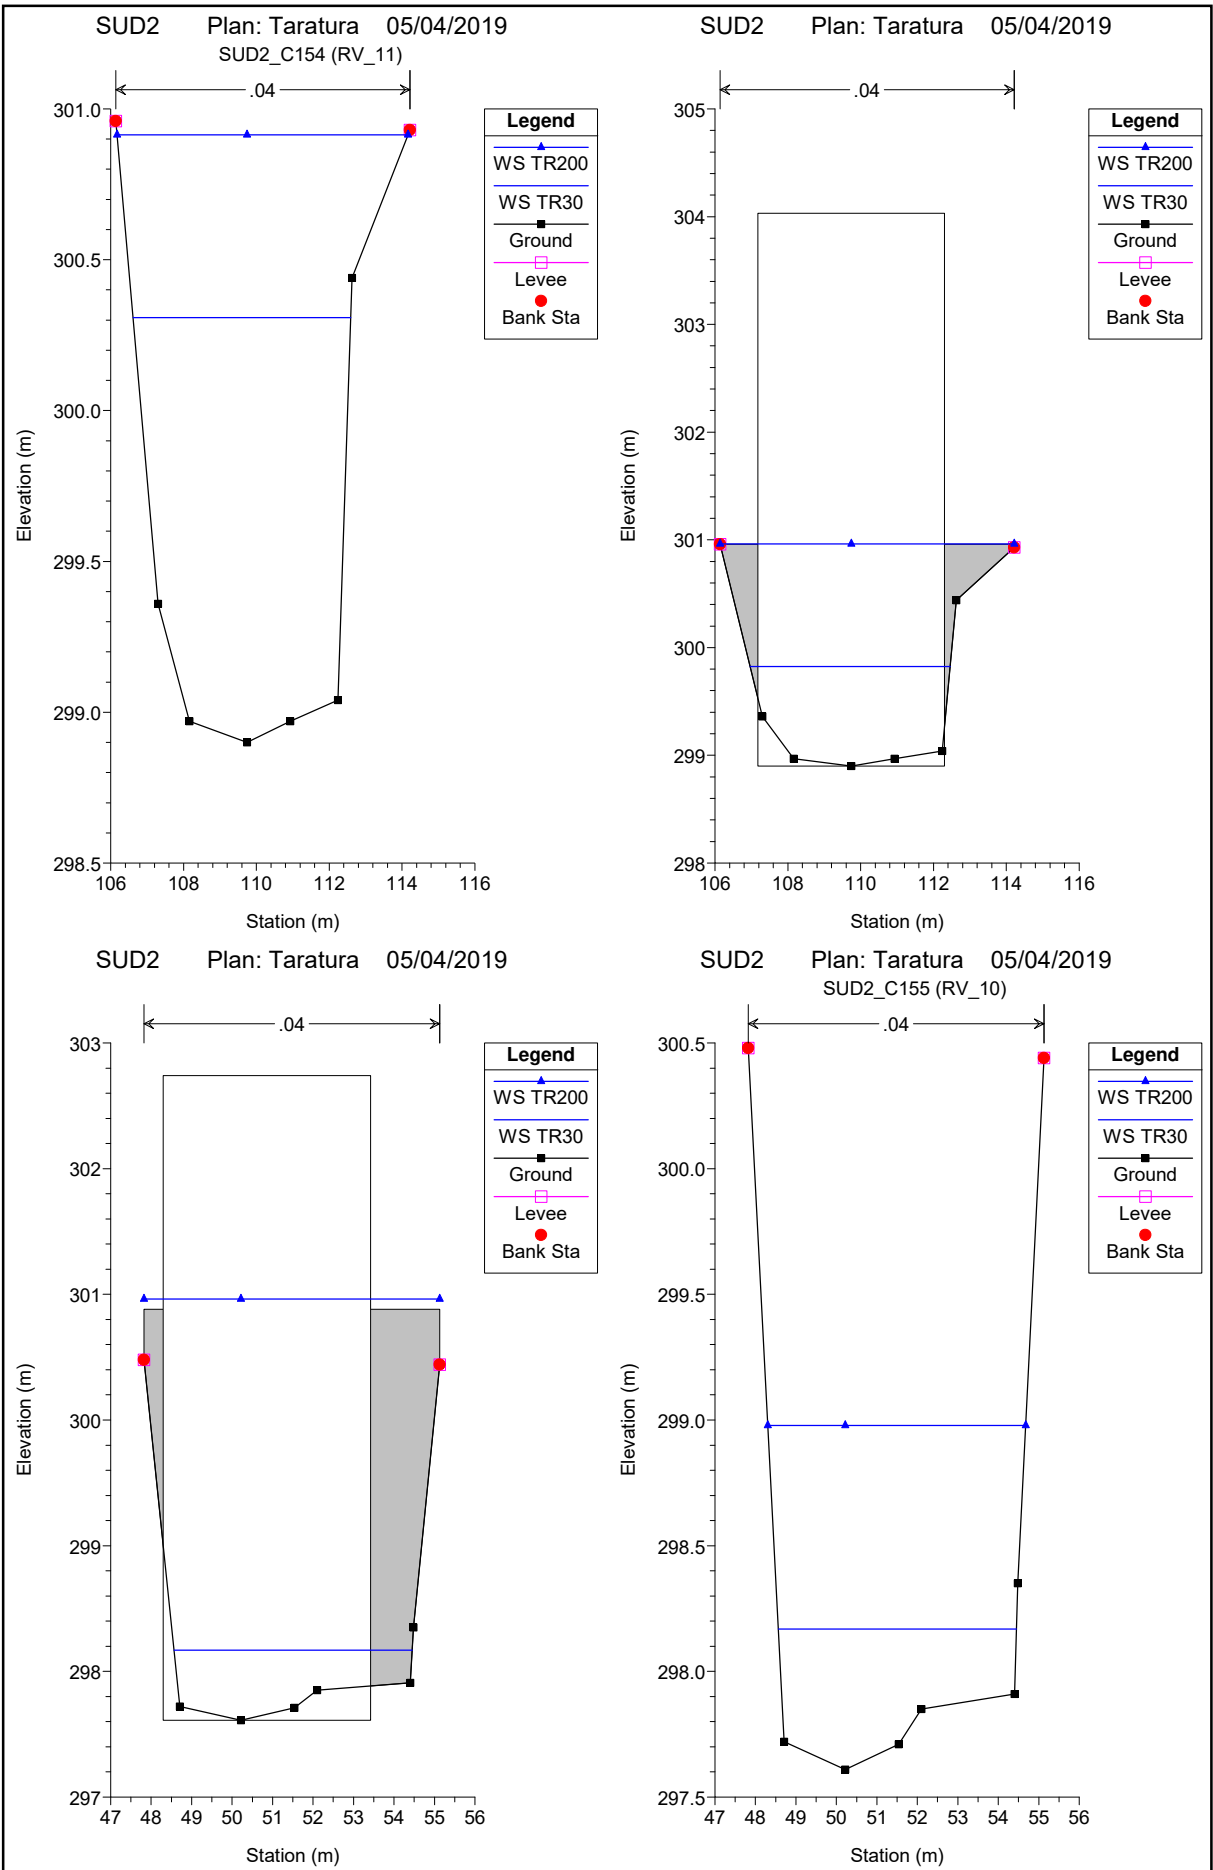 SUD2 Plan: Taratura 05/04/2019
SUD2_C154 (RV_11)
.04
301.0
300.5
300.0
299.5
299.0
298.5
Elevation (m)
106 108 110 112 114 116
Station (m)
Legend
WS TR200
WS TR30
Ground
Levee
Bank Sta
SUD2 Plan: Taratura 05/04/2019
.04
305
304
303
302
301
300
299
298
Elevation (m)
106 108 110 112 114 116
Station (m)
Legend
WS TR200
WS TR30
Ground
Levee
Bank Sta
SUD2 Plan: Taratura 05/04/2019
.04
303
302
301
300
299
298
297
Elevation (m)
47 48 49 50 51 52 53 54 55 56
Station (m)
Legend
WS TR200
WS TR30
Ground
Levee
Bank Sta
SUD2 Plan: Taratura 05/04/2019
SUD2_C155 (RV_10)
.04
300.5
300.0
299.5
299.0
298.5
298.0
297.5
Elevation (m)
47 48 49 50 51 52 53 54 55 56
Station (m)
Legend
WS TR200
WS TR30
Ground
Levee
Bank Sta